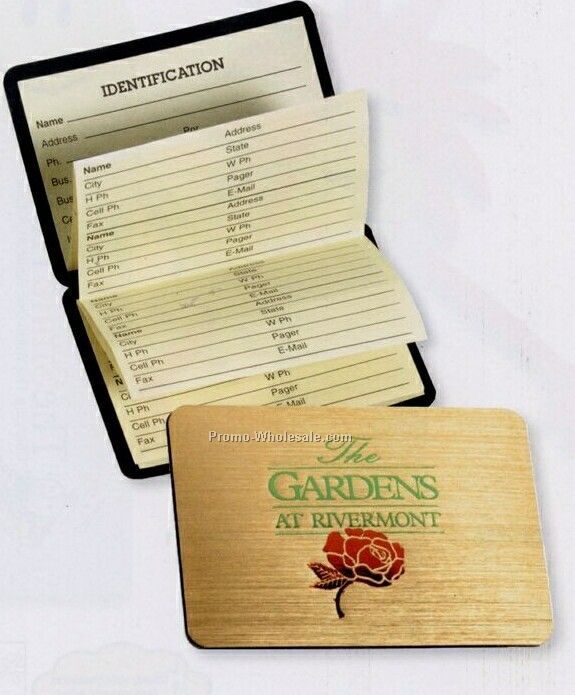 IDENTIFICATION
Name
Address
Ph.
Bus.
Bus.
Name Address
City State
H Ph W Ph
Cell Ph Pager
Fax E-Mail
Name Address
City State
H Ph W Ph
Cell Ph Pager
Fax E-Mail
Address
Name State
City W Ph
H Ph Pager
Cell Ph E-Mail
Fax Address
Name State
City W Ph
H Ph Pager
Cell Ph E-Mail
Fax
W Ph
City Pager
H Ph E-Mail
Cell Ph
Fax
Promo-Wholesale.com
The
GARDENS
AT RIVERMONT